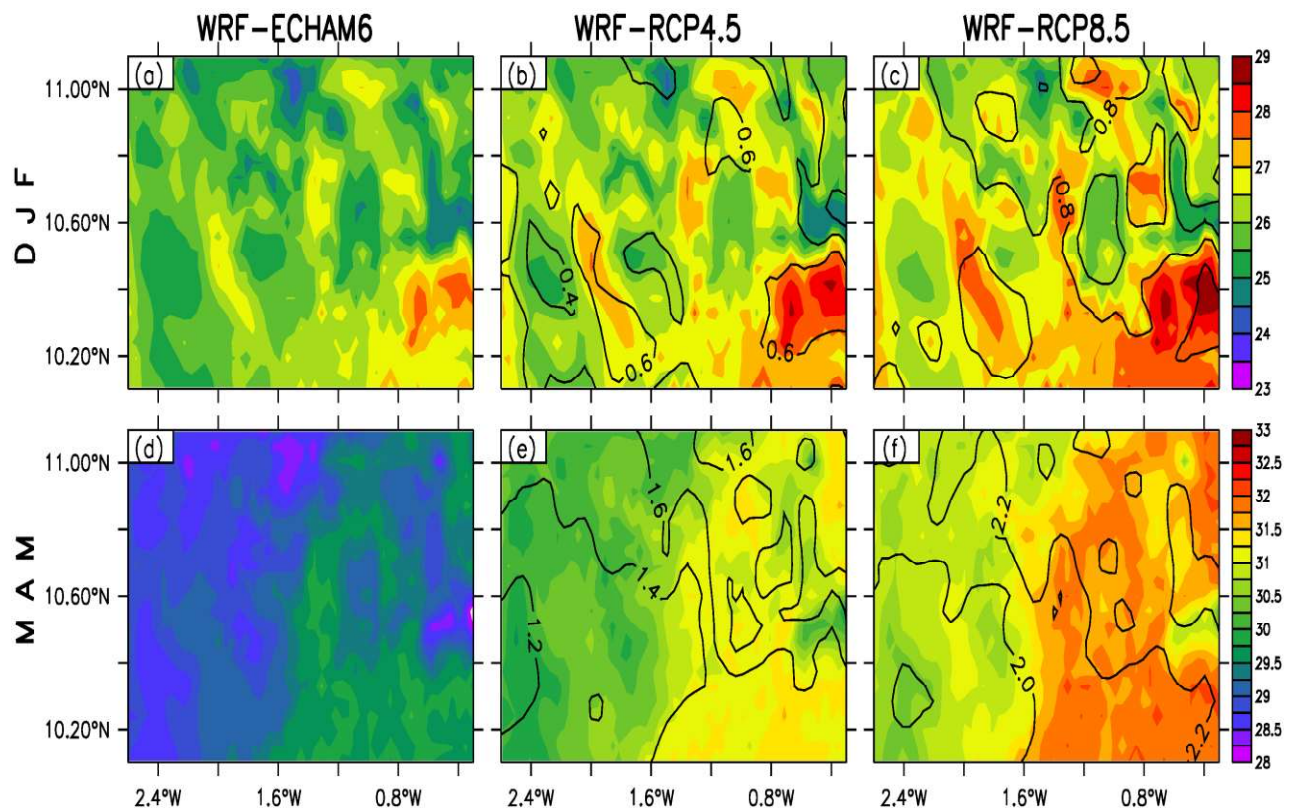 WRF-ECHAM6 WRF-RCP4.5 WRF-RCP8.5
DJF
11.00°N
10.60°N
10.20°N
(a)
(b)
0.6
0.4
0.6
0.6
(c)
0.8
0.8
29
28
27
26
25
24
23
MAM
11.00°N
10.60°N
10.20°N
(d)
(e)
1.6
1.6
1.4
1.2
(f)
2.2
2.0
2.2
33
32.5
32
31.5
31
30.5
30
29.5
29
28.5
28
2.4°W 1.6°W 0.8°W 2.4°W 1.6°W 0.8°W 2.4°W 1.6°W 0.8°W